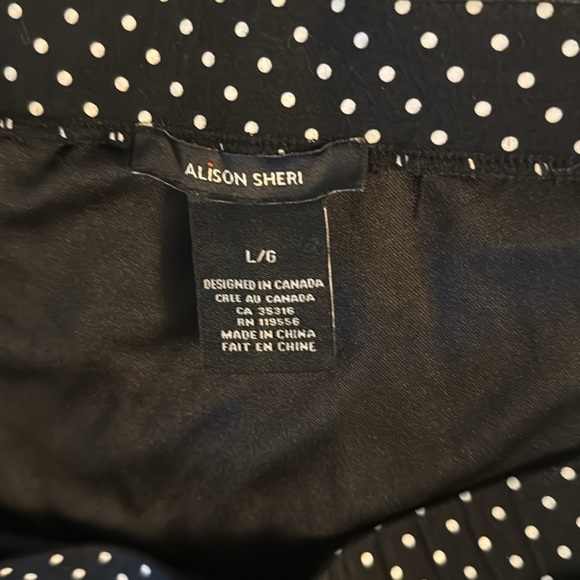 ALiSON SHERI
L/G
DESIGNED IN CANADA
CREE AU CANADA
CA 35316
RN 119556
MADE IN CHINA
FAIT EN CHINE